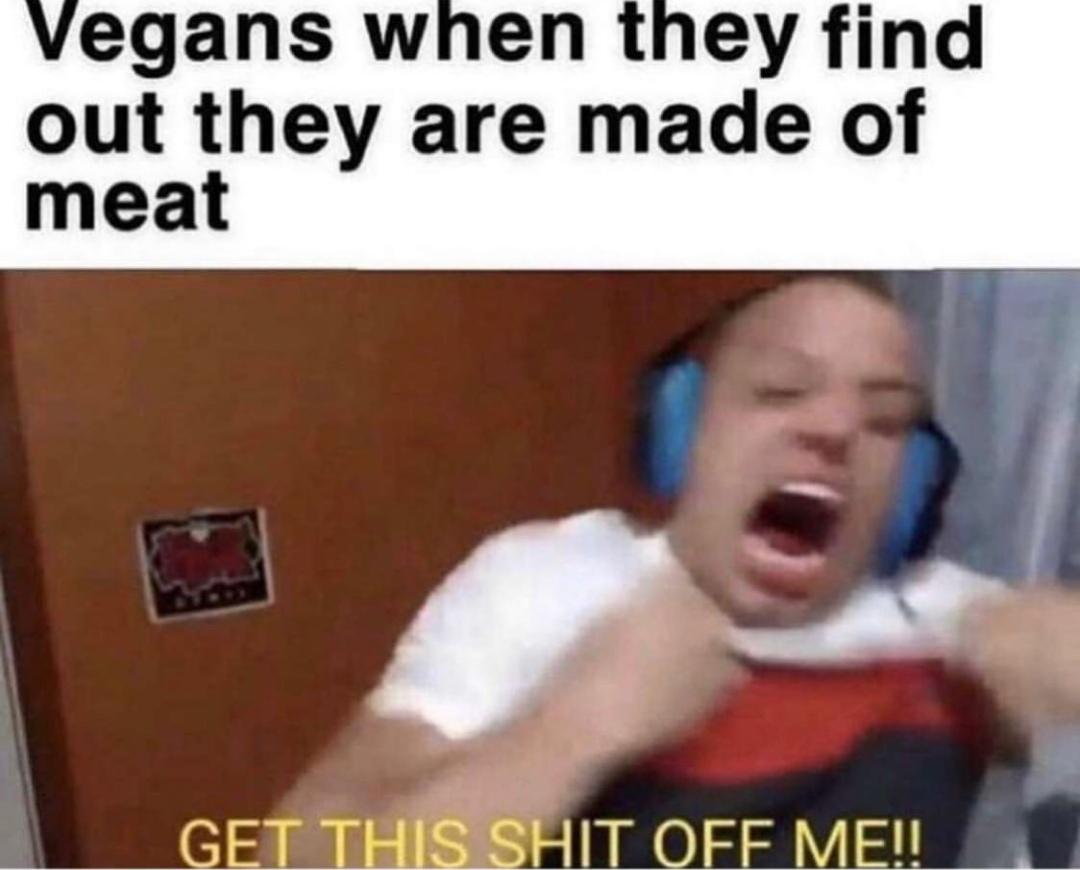 Vegans when they find
out they are made of
meat
GET THIS SHIT OFF ME!!